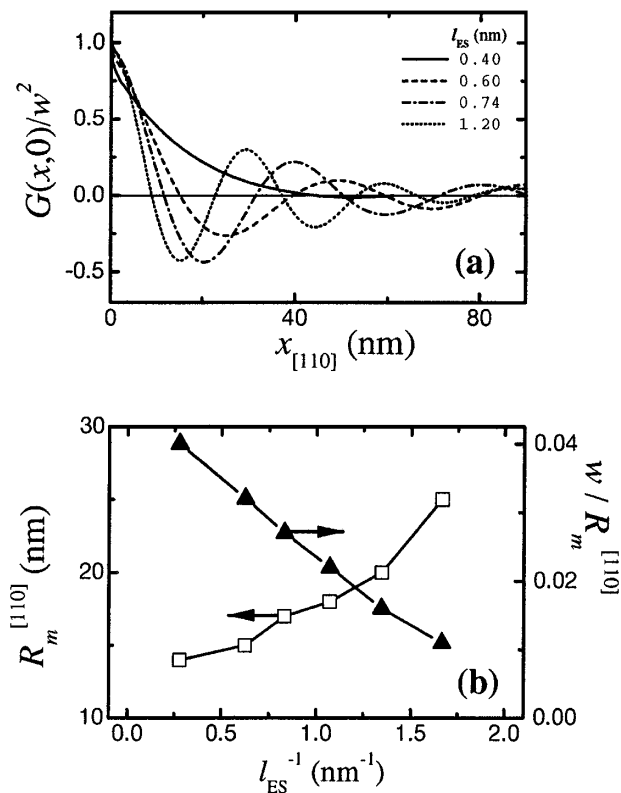 1.0
0.5
0.0
-0.5
G(x,0)/w²
l_ES (nm)
0.40
0.60
0.74
1.20
(a)
0
40
80
x_[110] (nm)
30
20
10
R_m^[110] (nm)
0.04
0.02
0.00
w / R_m^[110]
(b)
0.0
0.5
1.0
1.5
2.0
l_ES^-1 (nm^-1)